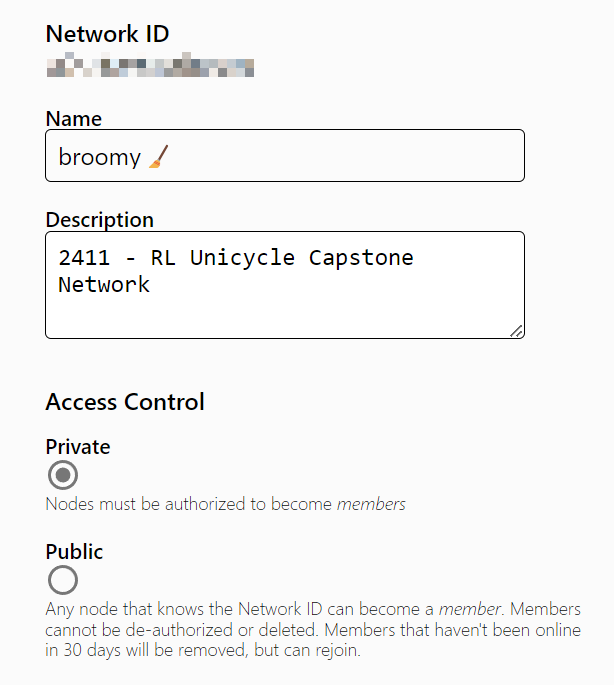 Network ID
Name
broomy 🧹
Description
2411 - RL Unicycle Capstone
Network
Access Control
Private
Nodes must be authorized to become members
Public
Any node that knows the Network ID can become a member. Members
cannot be de-authorized or deleted. Members that haven't been online
in 30 days will be removed, but can rejoin.